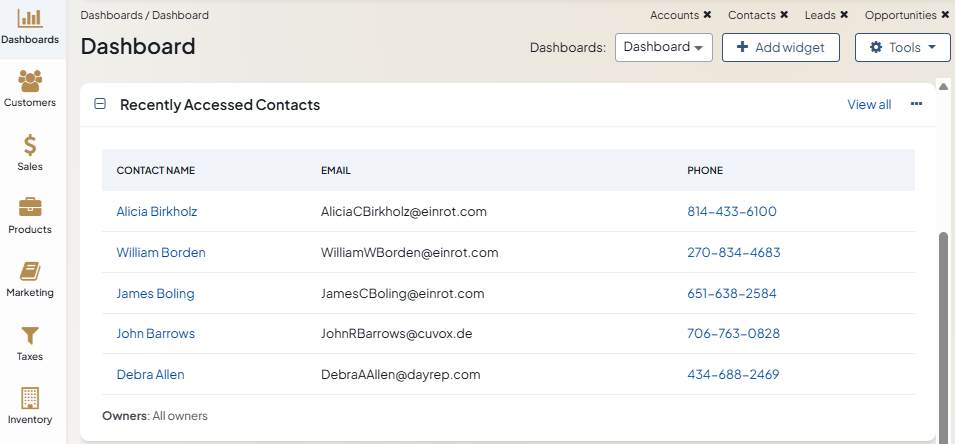 Dashboards / Dashboard
Accounts ✖ Contacts ✖ Leads ✖ Opportunities ✖
Dashboard
Dashboards: Dashboard
Add widget
Tools
Dashboards
Customers
Sales
Products
Marketing
Taxes
Inventory
Recently Accessed Contacts
View all
CONTACT NAME EMAIL PHONE
Alicia Birkholz AliciaCBirkholz@einrot.com 814-433-6100
William Borden WilliamWBorden@einrot.com 270-834-4683
James Boling JamesCBoling@einrot.com 651-638-2584
John Barrows JohnRBarrows@cuvox.de 706-763-0828
Debra Allen DebraAAllen@dayrep.com 434-688-2469
Owners: All owners